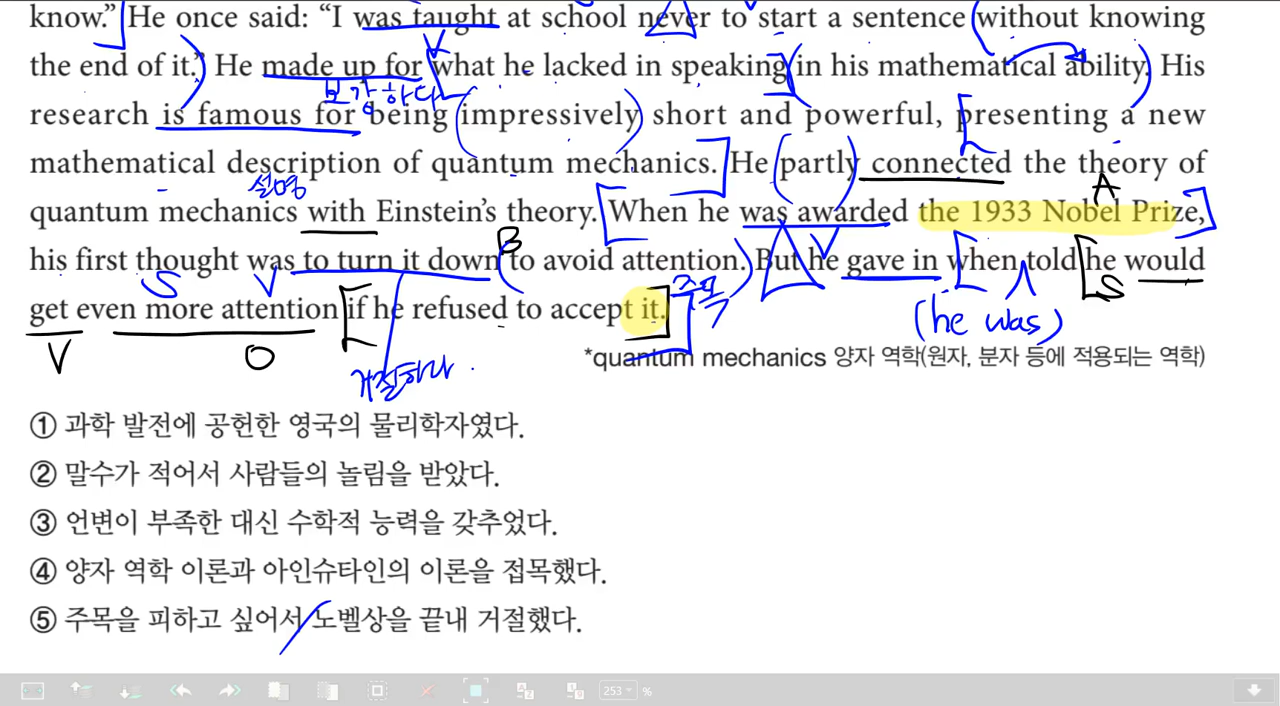 know.” He once said: “I was taught at school never to start a sentence without knowing
the end of it.” He made up for what he lacked in speaking in his mathematical ability. His
보강하다
research is famous for being impressively short and powerful, presenting a new
mathematical description of quantum mechanics. He partly connected the theory of
설명
A
quantum mechanics with Einstein’s theory. When he was awarded the 1933 Nobel Prize,
B
his first thought was to turn it down to avoid attention. But he gave in when told he would
S V 주목 S
get even more attention if he refused to accept it.
(he was)
V O
거절하다
*quantum mechanics 양자 역학(원자, 분자 등에 적용되는 역학)
① 과학 발전에 공헌한 영국의 물리학자였다.
② 말수가 적어서 사람들의 놀림을 받았다.
③ 언변이 부족한 대신 수학적 능력을 갖추었다.
④ 양자 역학 이론과 아인슈타인의 이론을 접목했다.
⑤ 주목을 피하고 싶어서 노벨상을 끝내 거절했다.
253 %